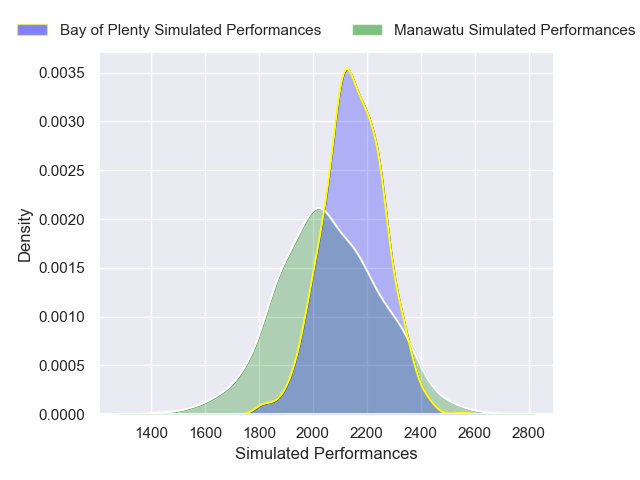 Bay of Plenty Simulated Performances
Manawatu Simulated Performances
0.0035
0.0030
0.0025
0.0020
0.0015
0.0010
0.0005
0.0000
Density
1400 1600 1800 2000 2200 2400 2600 2800
Simulated Performances